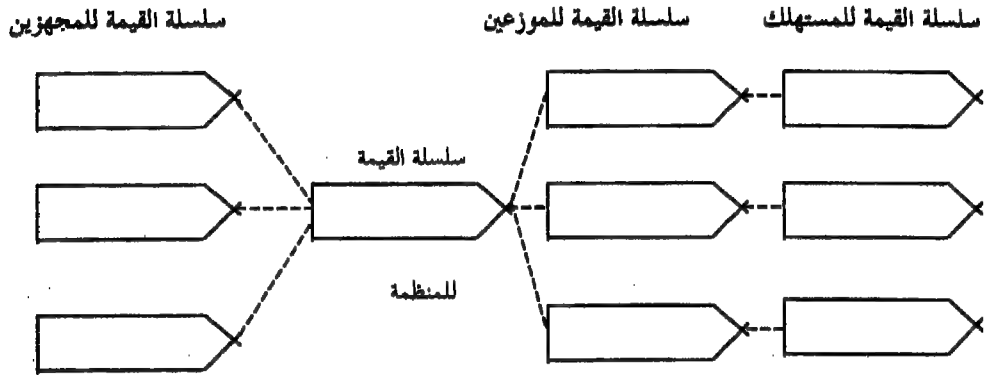 سلسلة القيمة للمجهزين
سلسلة القيمة للموزعين
سلسلة القيمة للمستهلك
سلسلة القيمة
للمنظمة